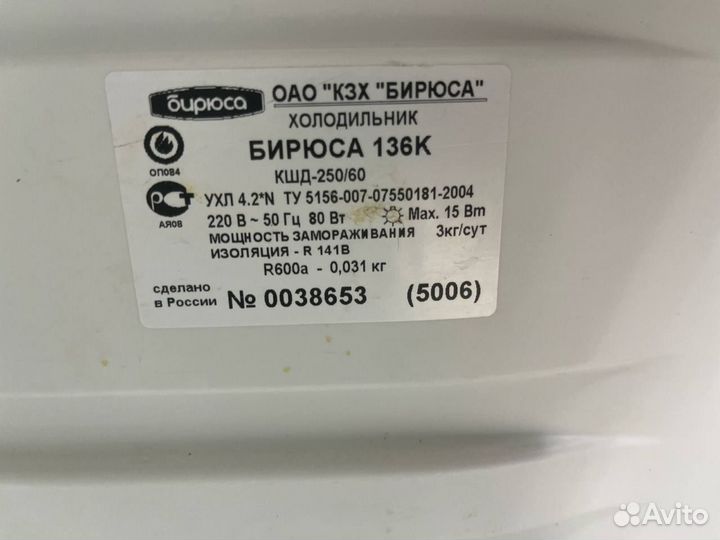 бирюса
ОАО "КЗХ "БИРЮСА"
ХОЛОДИЛЬНИК
БИРЮСА 136К
КШД-250/60
ОП084
РСТ
АЯ08
УХЛ 4.2*N ТУ 5156-007-07550181-2004
220 В ~ 50 Гц 80 Вт Max. 15 Вт
МОЩНОСТЬ ЗАМОРАЖИВАНИЯ 3кг/сут
ИЗОЛЯЦИЯ - R 141B
R600a - 0,031 кг
сделано
в России
№ 0038653 (5006)
Avito